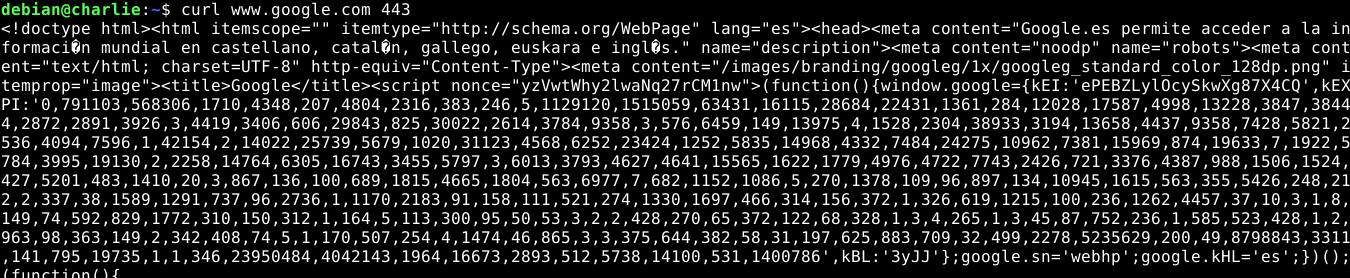 debian@charlie:~$ curl www.google.com 443
<!doctype html><html itemscope="" itemtype="http://schema.org/WebPage" lang="es"><head><meta content="Google.es permite acceder a la in
formaci�n mundial en castellano, catal�n, gallego, euskara e ingl�s." name="description"><meta content="noodp" name="robots"><meta cont
ent="text/html; charset=UTF-8" http-equiv="Content-Type"><meta content="/images/branding/googleg/1x/googleg_standard_color_128dp.png" i
temprop="image"><title>Google</title><script nonce="yzVwtWhy2lwaNq27rCM1nw">(function(){window.google={kEI:'ePEBZLylOcySkwXg87X4CQ',kEX
PI:'0,791103,568306,1710,4348,207,4804,2316,383,246,5,1129120,1515059,63431,16115,28684,22431,1361,284,12028,17587,4998,13228,3847,3844
4,2872,2891,3926,3,4419,3406,606,29843,825,30022,2614,3784,9358,3,576,6459,149,13975,4,1528,2304,38933,3194,13658,4437,9358,7428,5821,2
536,4094,7596,1,42154,2,14022,25739,5679,1020,31123,4568,6252,23424,1252,5835,14968,4332,7484,24275,10962,7381,15969,874,19633,7,1922,5
784,3995,19130,2,2258,14764,6305,16743,3455,5797,3,6013,3793,4627,4641,15565,1622,1779,4976,4722,7743,2426,721,3376,4387,988,1506,1524,
427,5201,483,1410,20,3,867,136,100,689,1815,4665,1804,563,6977,7,682,1152,1086,5,270,1378,109,96,897,134,10945,1615,563,355,5426,248,21
2,2,337,38,1589,1291,737,96,2736,1,1170,2183,91,158,111,521,274,1330,1697,466,314,156,372,1,326,619,1215,100,236,1262,4457,37,10,3,1,8,
149,74,592,829,1772,310,150,312,1,164,5,113,300,95,50,53,3,2,2,428,270,65,372,122,68,328,1,3,4,265,1,3,45,87,752,236,1,585,523,428,1,2,
963,98,363,149,2,342,408,74,5,1,170,507,254,4,1474,46,865,3,3,375,644,382,58,31,197,625,883,709,32,499,2278,5235629,200,49,8798843,3311
,141,795,19735,1,1,346,23950484,4042143,1964,16673,2893,512,5738,14100,531,1400786',kBL:'3yJJ'};google.sn='webhp';google.kHL='es';})();
(function(){